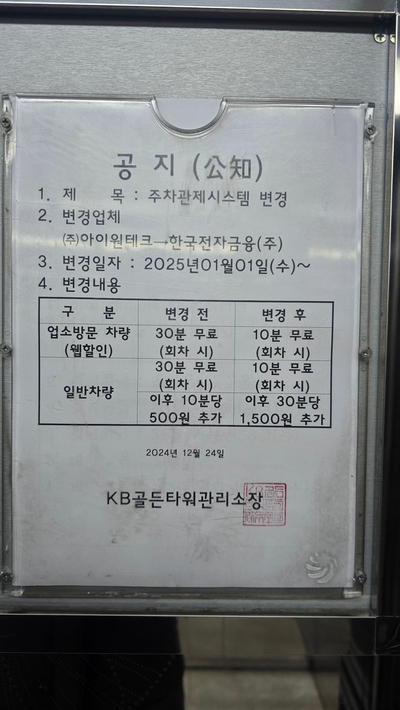 공 지 (公知)
1. 제 목 : 주차관제시스템 변경
2. 변경업체
㈜아이원테크→한국전자금융(주)
3. 변경일자 : 2025년01월01일(수)~
4. 변경내용
구 분 변경 전 변경 후
업소방문 차량 30분 무료 10분 무료
(웹할인) (회차 시) (회차 시)
일반차량 30분 무료 10분 무료
(회차 시) (회차 시)
이후 10분당 이후 30분당
500원 추가 1,500원 추가
2024년 12월 24일
KB골든타워관리소장